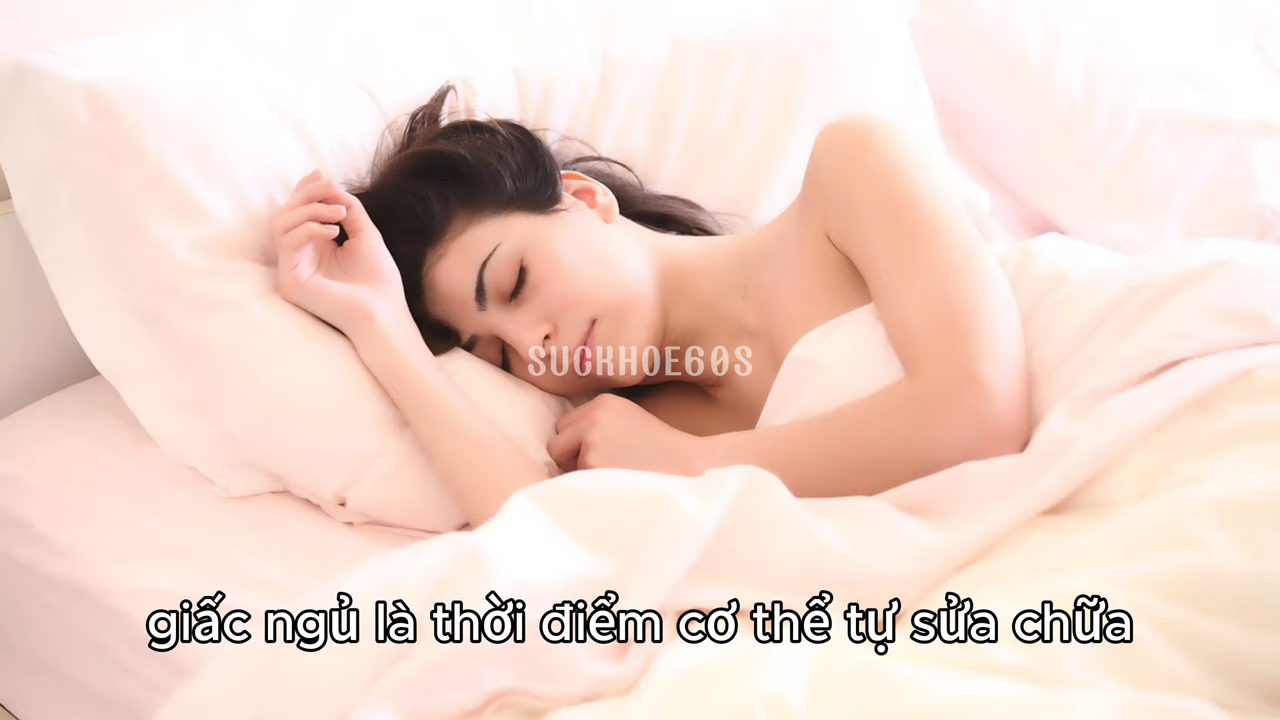 SUCKHOE60S
giấc ngủ là thời điểm cơ thể tự sửa chữa